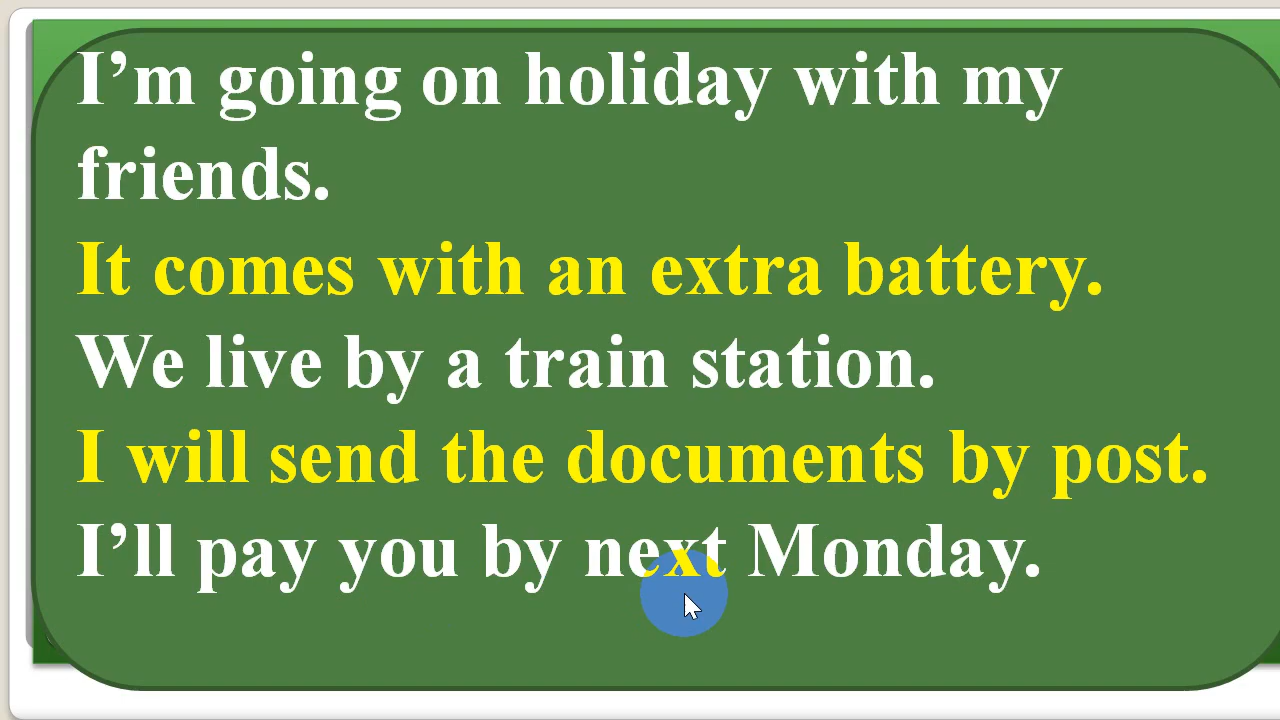 I’m going on holiday with my
friends.
It comes with an extra battery.
We live by a train station.
I will send the documents by post.
I’ll pay you by next Monday.